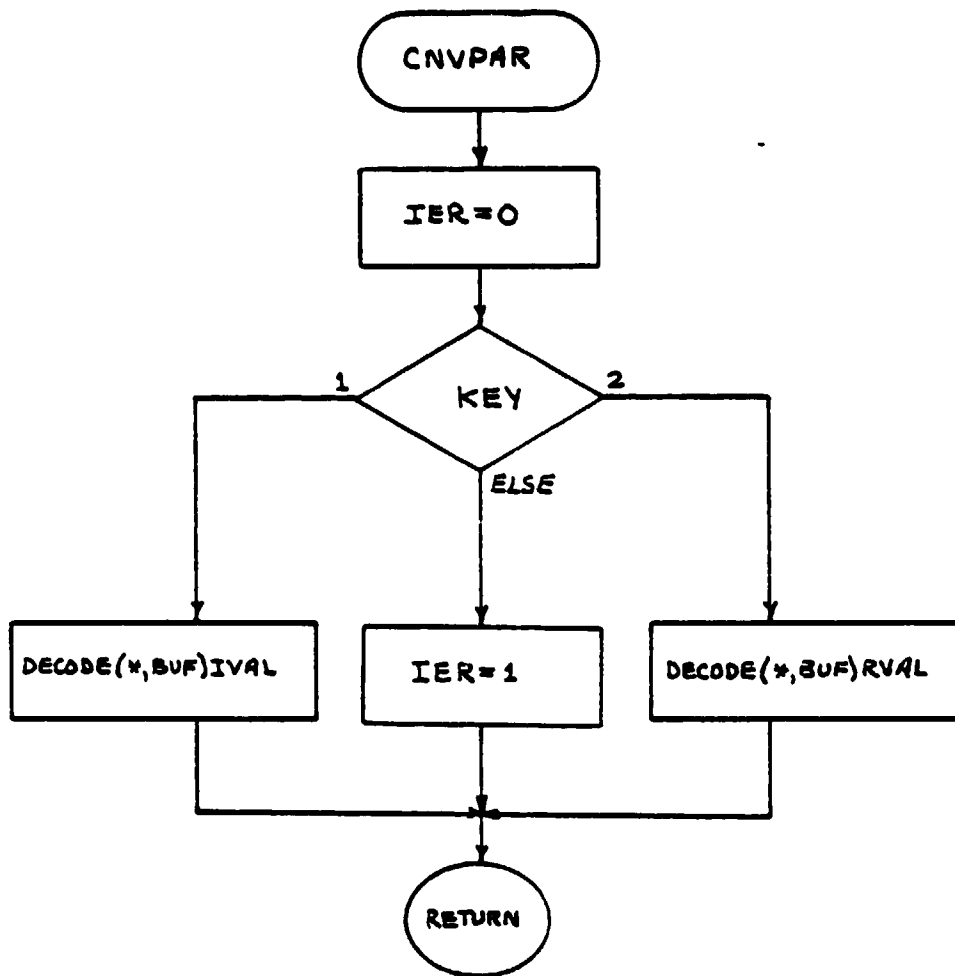 CNVPAR
IER=0
KEY
1
2
ELSE
DECODE(*,BUF)IVAL
IER=1
DECODE(*,BUF)RVAL
RETURN